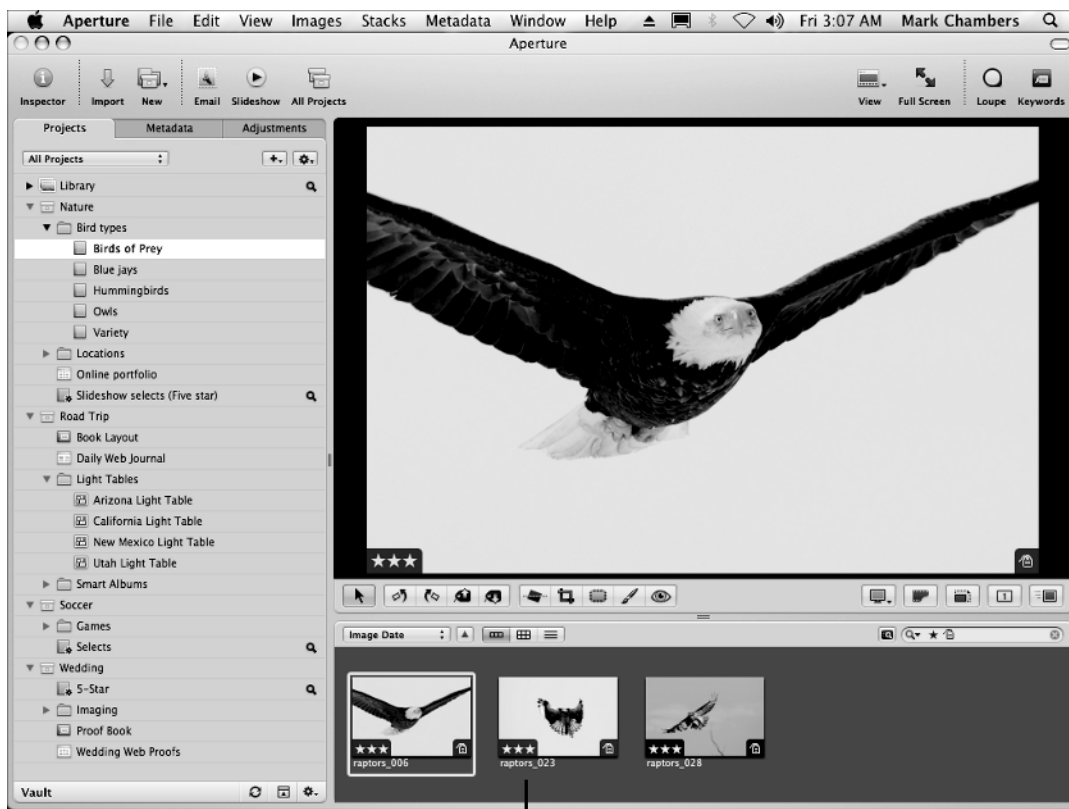 Aperture File Edit View Images Stacks Metadata Window Help Fri 3:07 AM Mark Chambers
Aperture
Inspector Import New Email Slideshow All Projects View Full Screen Loupe Keywords
Projects Metadata Adjustments
All Projects
Library
Nature
Bird types
Birds of Prey
Blue jays
Hummingbirds
Owls
Variety
Locations
Online portfolio
Slideshow selects (Five star)
Road Trip
Book Layout
Daily Web Journal
Light Tables
Arizona Light Table
California Light Table
New Mexico Light Table
Utah Light Table
Smart Albums
Soccer
Games
Selects
Wedding
5-Star
Imaging
Proof Book
Wedding Web Proofs
Vault
★★★
1
Image Date
★
★★★ ★★★ ★★★
raptors_006 raptors_023 raptors_028